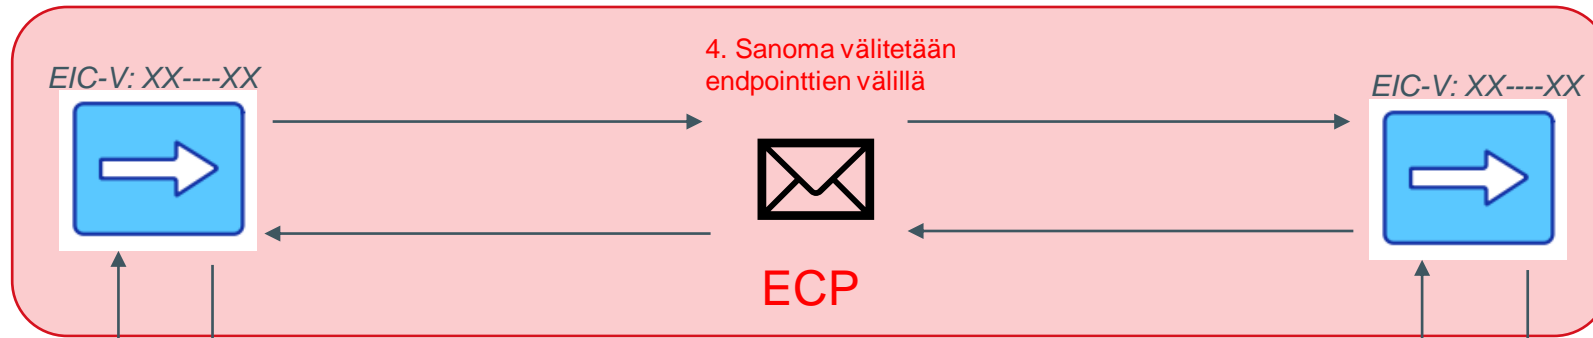 4. Sanoma välitetään
endpointtien välillä
EIC-V: XX----XX
EIC-V: XX----XX
ECP